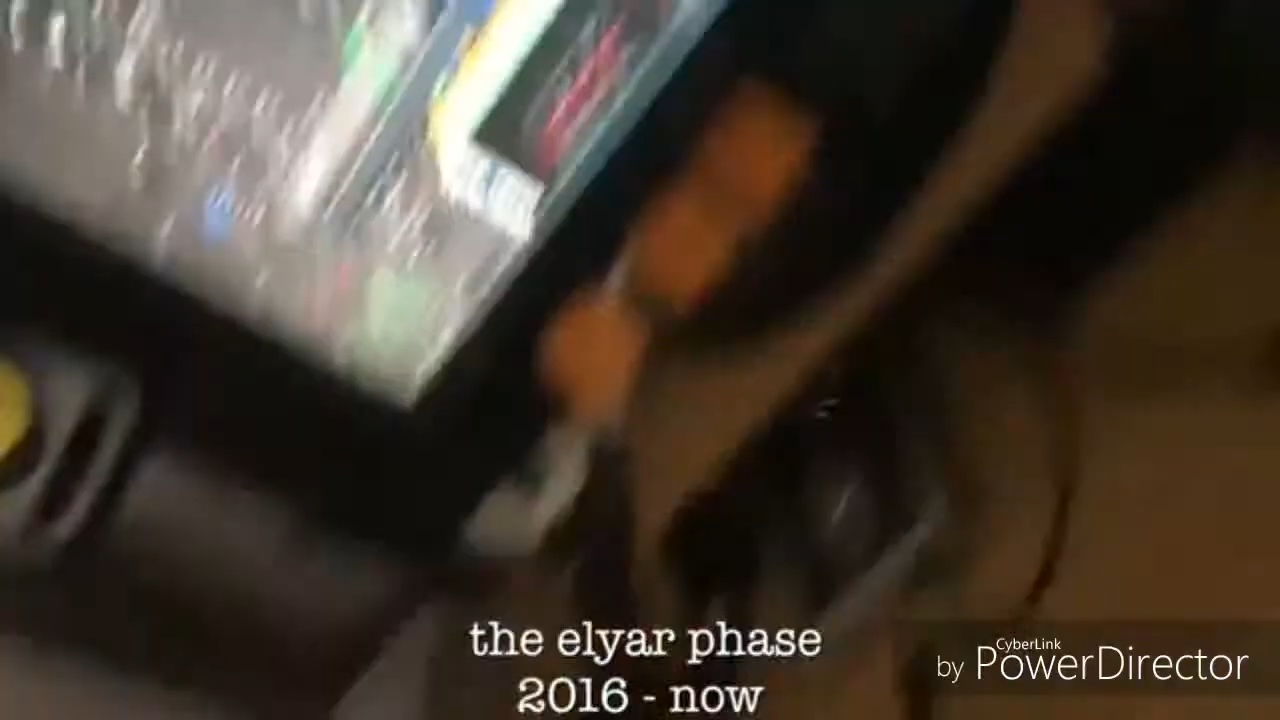 the elyar phase
2016 - now
CyberLink
by PowerDirector